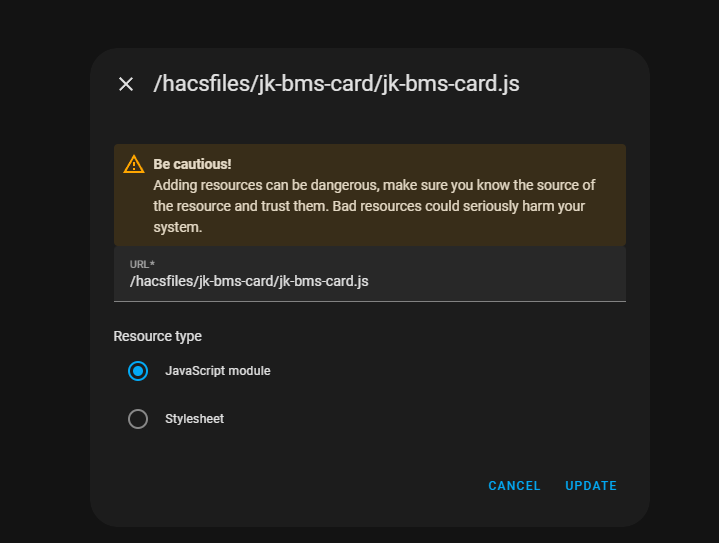 /hacsfiles/jk-bms-card/jk-bms-card.js
Be cautious!
Adding resources can be dangerous, make sure you know the source of
the resource and trust them. Bad resources could seriously harm your
system.
URL*
/hacsfiles/jk-bms-card/jk-bms-card.js
Resource type
JavaScript module
Stylesheet
CANCEL UPDATE